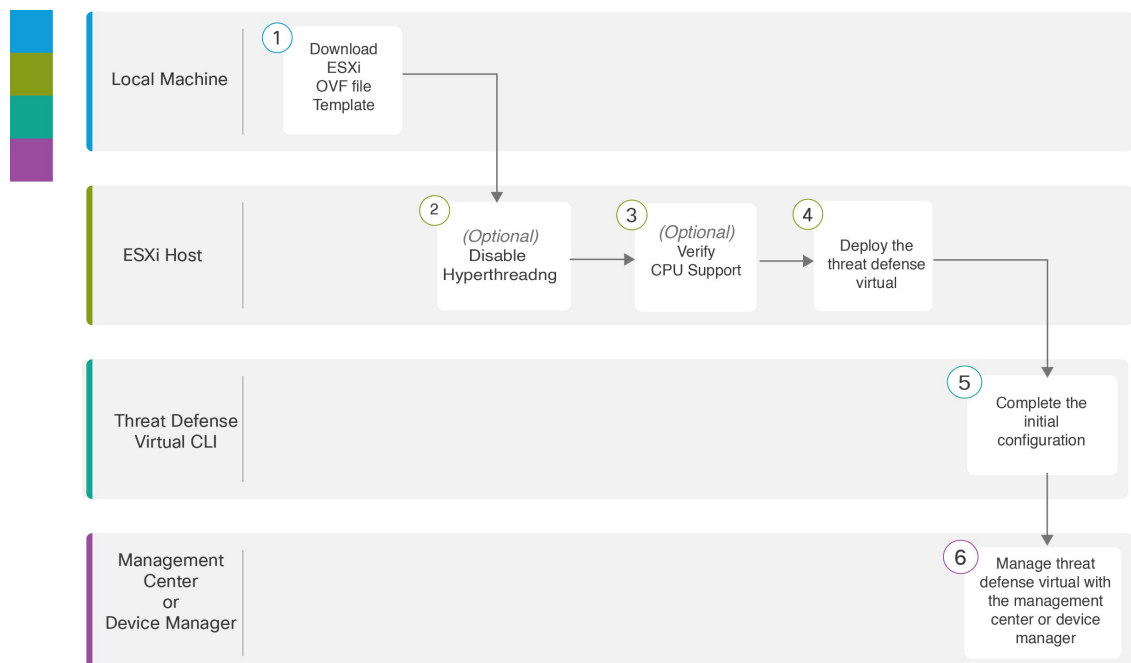 Local Machine
1
Download
ESXi
OVF file
Template
ESXi Host
2
(Optional)
Disable
Hyperthreadng
3
(Optional)
Verify
CPU Support
4
Deploy the
threat defense
virtual
Threat Defense
Virtual CLI
5
Complete the
initial
configuration
Management
Center
or
Device Manager
6
Manage threat
defense virtual with
the management
center or device
manager